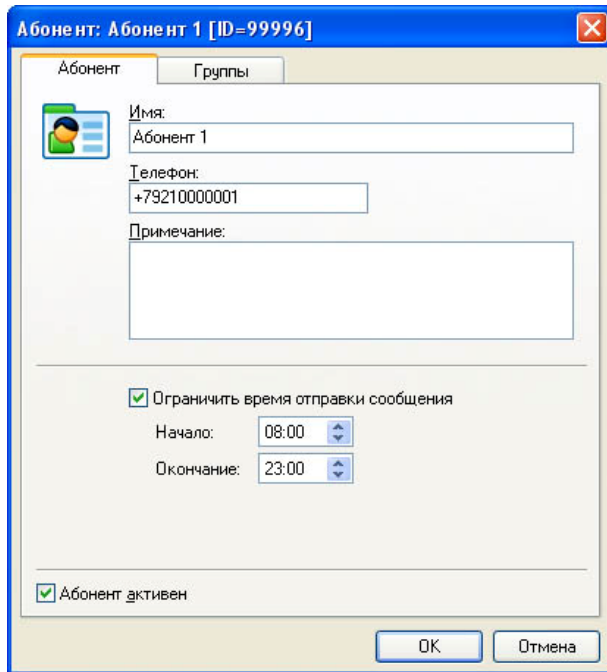 Абонент: Абонент 1 [ID=99996]
Абонент Группы
Имя:
Абонент 1
Телефон:
+79210000001
Примечание:
Ограничить время отправки сообщения
Начало: 08:00
Окончание: 23:00
Абонент активен
OK Отмена